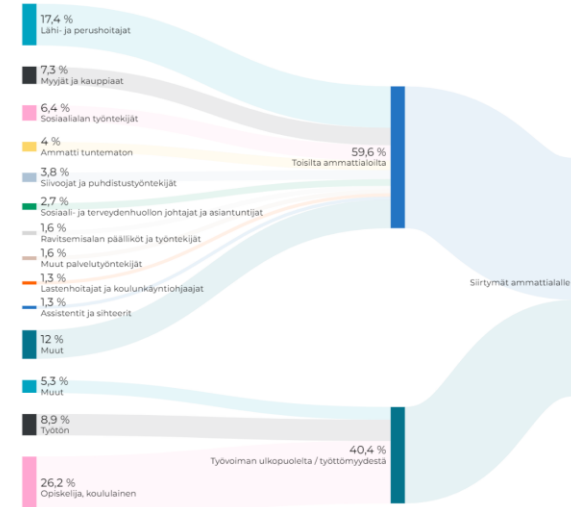 17,4 %
Lähi- ja perushoitajat
7,3 %
Myyjät ja kauppiaat
6,4 %
Sosiaalialan työntekijät
4 %
Ammatti tuntematon
3,8 %
Siivoojat ja puhdistustyöntekijät
2,7 %
Sosiaali- ja terveydenhuollon johtajat ja asiantuntijat
1,6 %
Ravitsemisalan päälliköt ja työntekijät
1,6 %
Muut palvelutyöntekijät
1,3 %
Lastenhoitajat ja koulunkäyntiohjaajat
1,3 %
Assistentit ja sihteerit
12 %
Muut
5,3 %
Muut
8,9 %
Työtön
26,2 %
Opiskelija, koululainen
59,6 %
Toisilta ammattialoilta
40,4 %
Työvoiman ulkopuolelta / työttömyydestä
Siirtymät ammattialalle